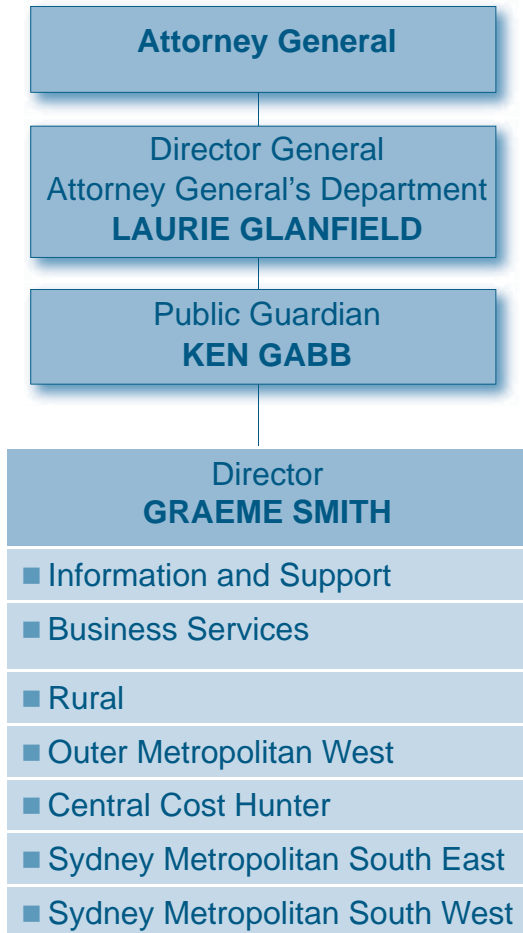 Attorney General
Director General
Attorney General's Department
LAURIE GLANFIELD
Public Guardian
KEN GABB
Director
GRAEME SMITH
Information and Support
Business Services
Rural
Outer Metropolitan West
Central Cost Hunter
Sydney Metropolitan South East
Sydney Metropolitan South West